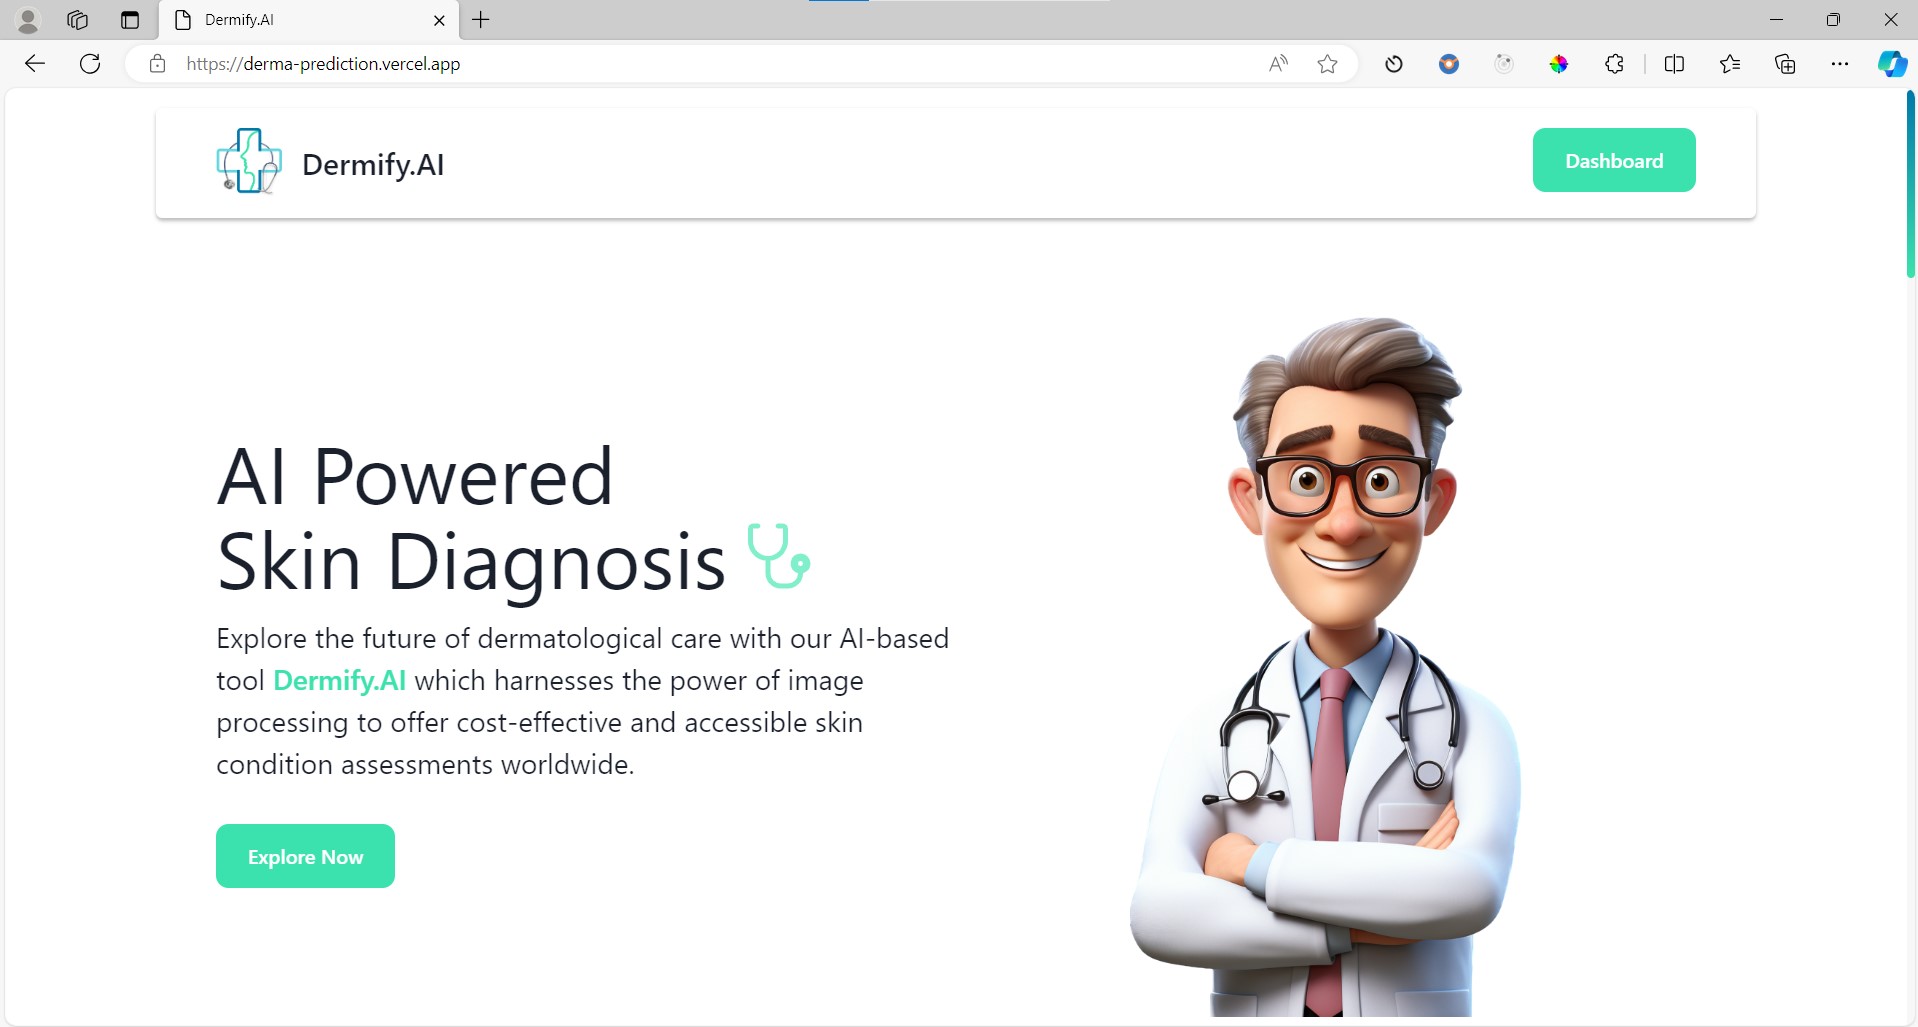 Dermify.AI
https://derma-prediction.vercel.app
Dermify.AI
Dashboard
AI Powered
Skin Diagnosis
Explore the future of dermatological care with our AI-based
tool Dermify.AI which harnesses the power of image
processing to offer cost-effective and accessible skin
condition assessments worldwide.
Explore Now